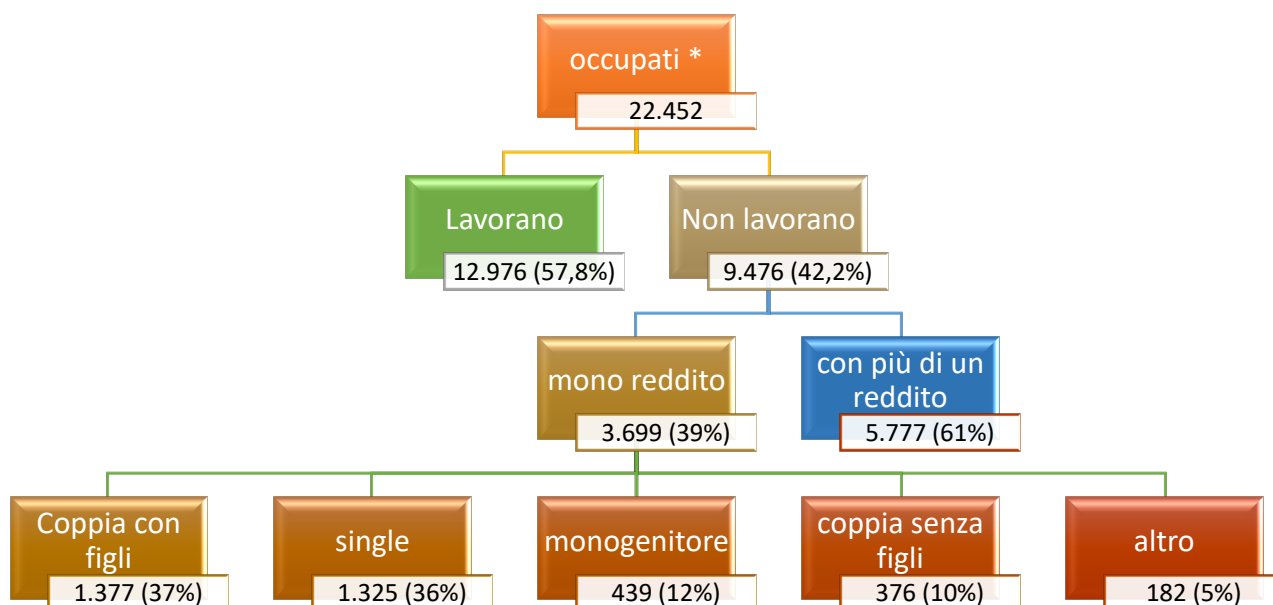 occupati *
22.452
Lavorano
12.976 (57,8%)
Non lavorano
9.476 (42,2%)
mono reddito
3.699 (39%)
con più di un
reddito
5.777 (61%)
Coppia con
figli
1.377 (37%)
single
1.325 (36%)
monogenitore
439 (12%)
coppia senza
figli
376 (10%)
altro
182 (5%)